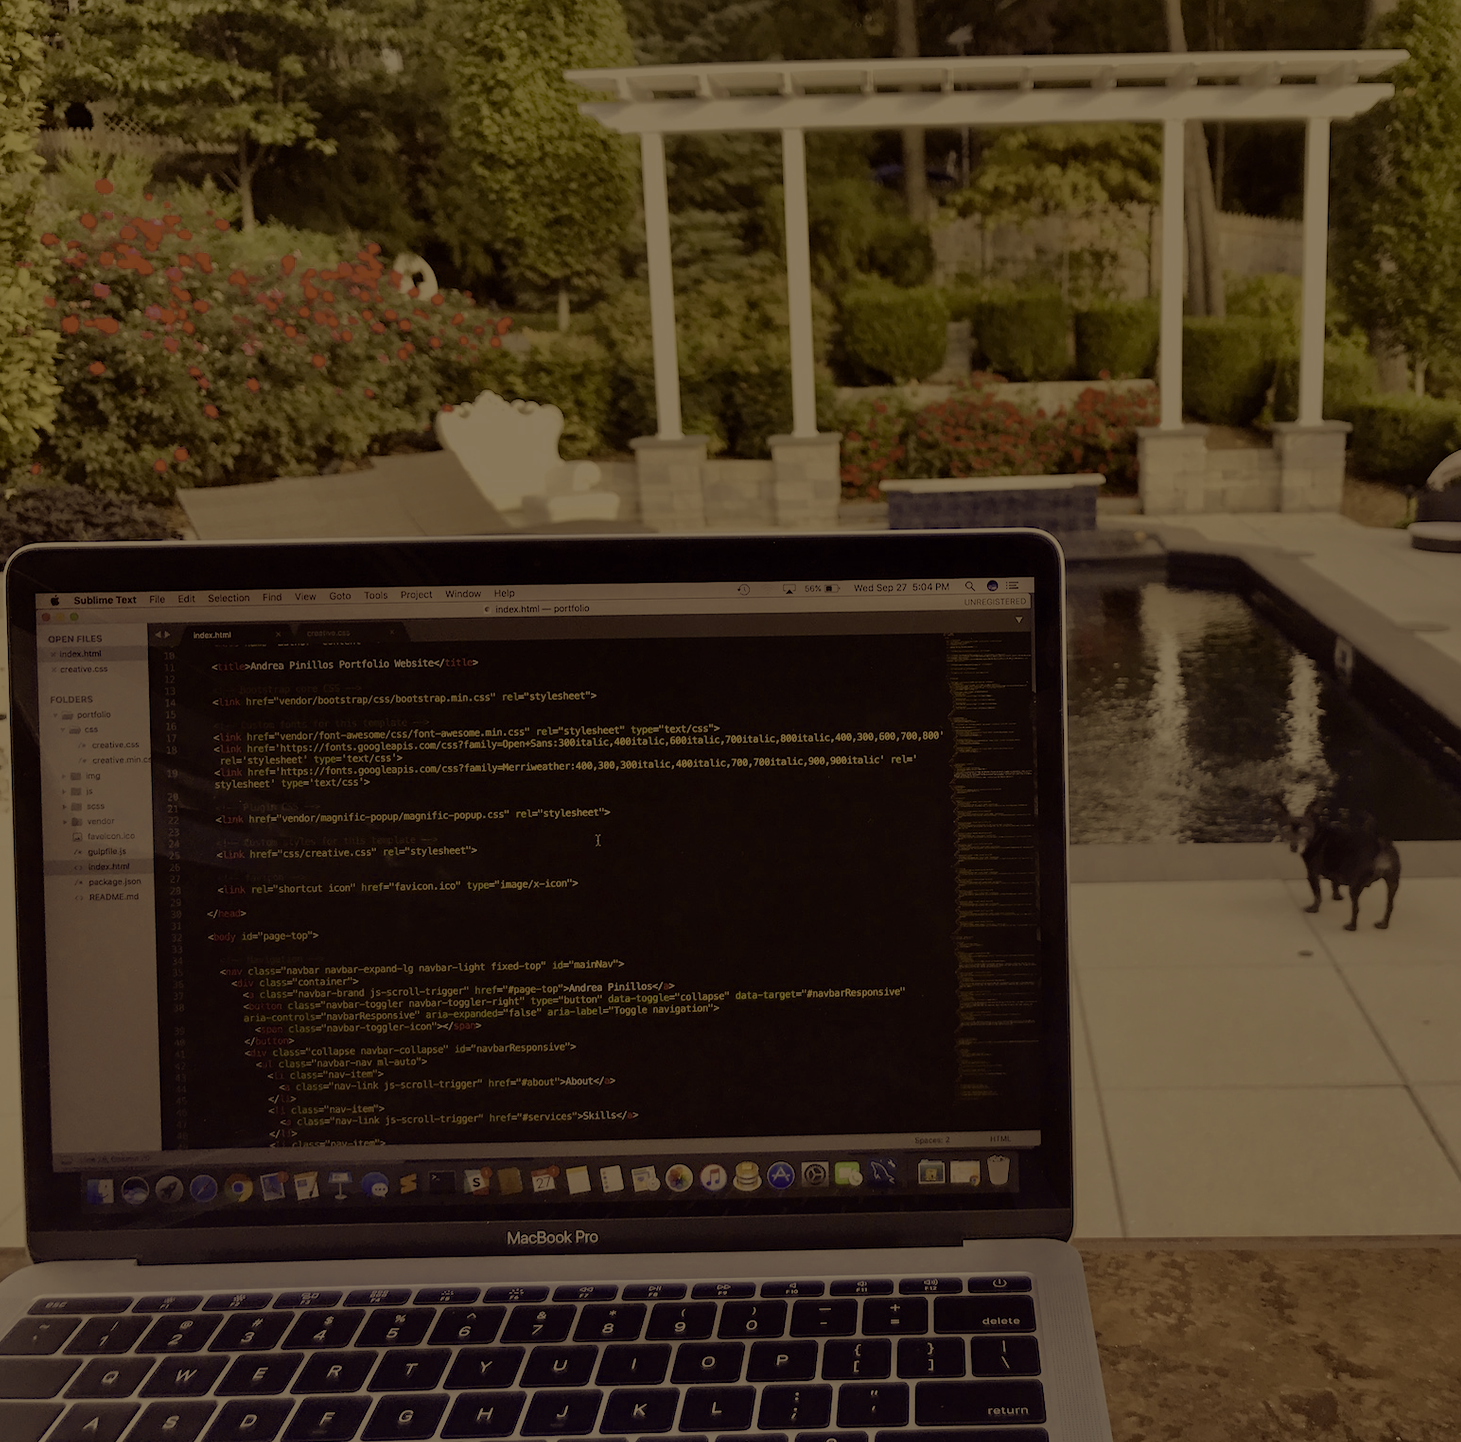 Sublime Text File Edit Selection Find View Goto Tools Project Window Help 56% Wed Sep 27 5:04 PM
index.html — portfolio
UNREGISTERED
OPEN FILES
index.html
creative.css
FOLDERS
portfolio
css
creative.css
creative.min.cs
img
js
scss
vendor
faveicon.ico
gulpfile.js
index.html
package.json
README.md
index.html creative.css
10
11 <title>Andrea Pinillos Portfolio Website</title>
12
13 Bootstrap core CSS -->
14 <link href="vendor/bootstrap/css/bootstrap.min.css" rel="stylesheet">
15
16 <!-- Custom fonts for this template -->
17 <link href="vendor/font-awesome/css/font-awesome.min.css" rel="stylesheet" type="text/css">
18 <link href='https://fonts.googleapis.com/css?family=Open+Sans:300italic,400italic,600italic,700italic,800italic,400,300,600,700,800'
rel='stylesheet' type='text/css'>
19 <link href='https://fonts.googleapis.com/css?family=Merriweather:400,300,300italic,400italic,700,700italic,900,900italic' rel='
stylesheet' type='text/css'>
20
21 <!-- Plugin CSS -->
22 <link href="vendor/magnific-popup/magnific-popup.css" rel="stylesheet">
23
24 <!-- Custom styles for this template -->
25 <link href="css/creative.css" rel="stylesheet">
26
27
28 <link rel="shortcut icon" href="favicon.ico" type="image/x-icon">
29
30 </head>
31
32 <body id="page-top">
33
34 <!-- Navigation -->
35 <nav class="navbar navbar-expand-lg navbar-light fixed-top" id="mainNav">
36 <div class="container">
37 <a class="navbar-brand js-scroll-trigger" href="#page-top">Andrea Pinillos</a>
38 <button class="navbar-toggler navbar-toggler-right" type="button" data-toggle="collapse" data-target="#navbarResponsive"
aria-controls="navbarResponsive" aria-expanded="false" aria-label="Toggle navigation">
39 <span class="navbar-toggler-icon"></span>
40 </button>
41 <div class="collapse navbar-collapse" id="navbarResponsive">
42 <ul class="navbar-nav ml-auto">
43 <li class="nav-item">
44 <a class="nav-link js-scroll-trigger" href="#about">About</a>
45 </li>
46 <li class="nav-item">
47 <a class="nav-link js-scroll-trigger" href="#services">Skills</a>
48 </li>
<li class="nav-item">
Spaces: 2 HTML
27
MacBook Pro
esc F1 F2 F3 F4 F5 F6 F7 F8 F9 F10 F11 F12
~ ! @ # $ % ^ & * ( ) — +
` 1 2 3 4 5 6 7 8 9 0 - = delete
Q W E R T Y U I O P { [ } ] | \
A S D F G H J K L : ; " ' return